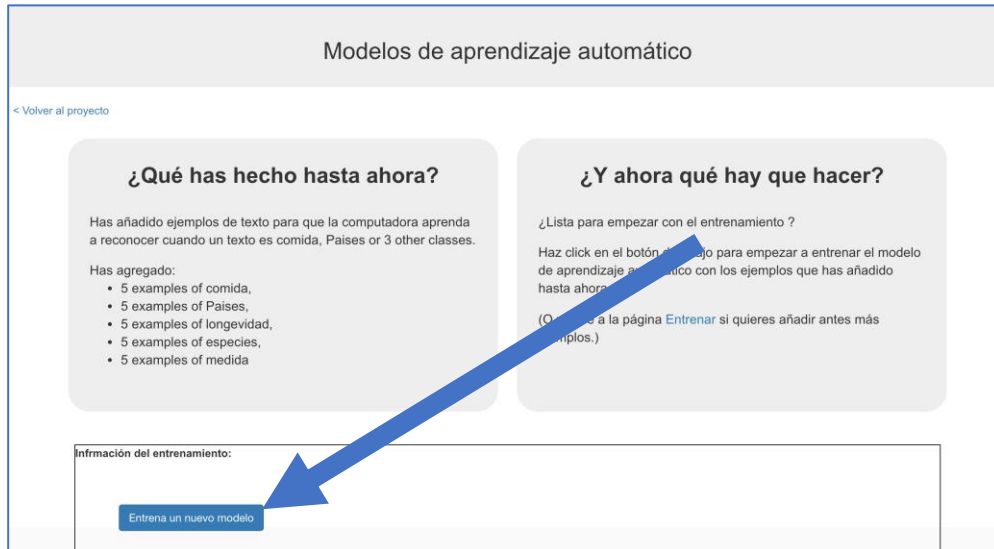 Modelos de aprendizaje automático
< Volver al proyecto
¿Qué has hecho hasta ahora?
Has añadido ejemplos de texto para que la computadora aprenda
a reconocer cuando un texto es comida, Paises or 3 other classes.
Has agregado:
• 5 examples of comida,
• 5 examples of Paises,
• 5 examples of longevidad,
• 5 examples of especies,
• 5 examples of medida
¿Y ahora qué hay que hacer?
¿Lista para empezar con el entrenamiento ?
Haz click en el botón para empezar a entrenar el modelo
de aprendizaje con los ejemplos que has añadido
hasta ahora
a la página Entrenar si quieres añadir antes más
Infrmación del entrenamiento:
Entrena un nuevo modelo